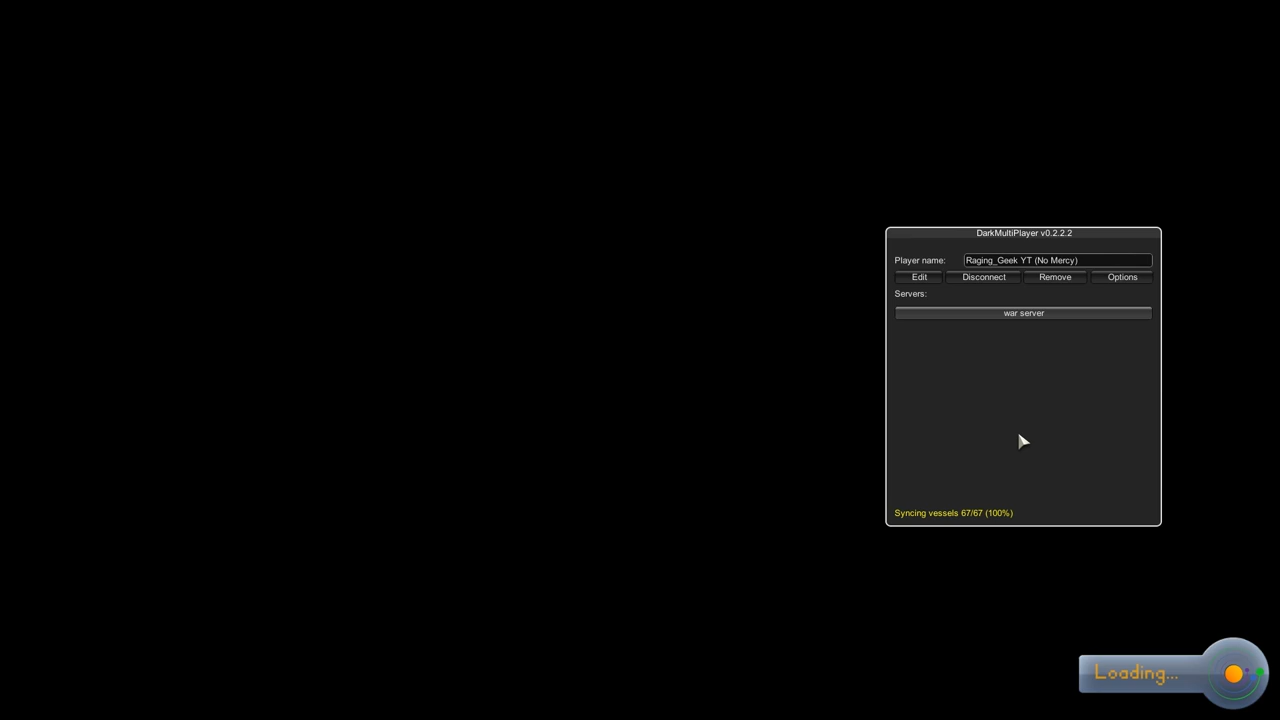 DarkMultiPlayer v0.2.2.2
Player name: Raging_Geek YT (No Mercy)
Edit Disconnect Remove Options
Servers:
war server
Syncing vessels 67/67 (100%)
Loading...